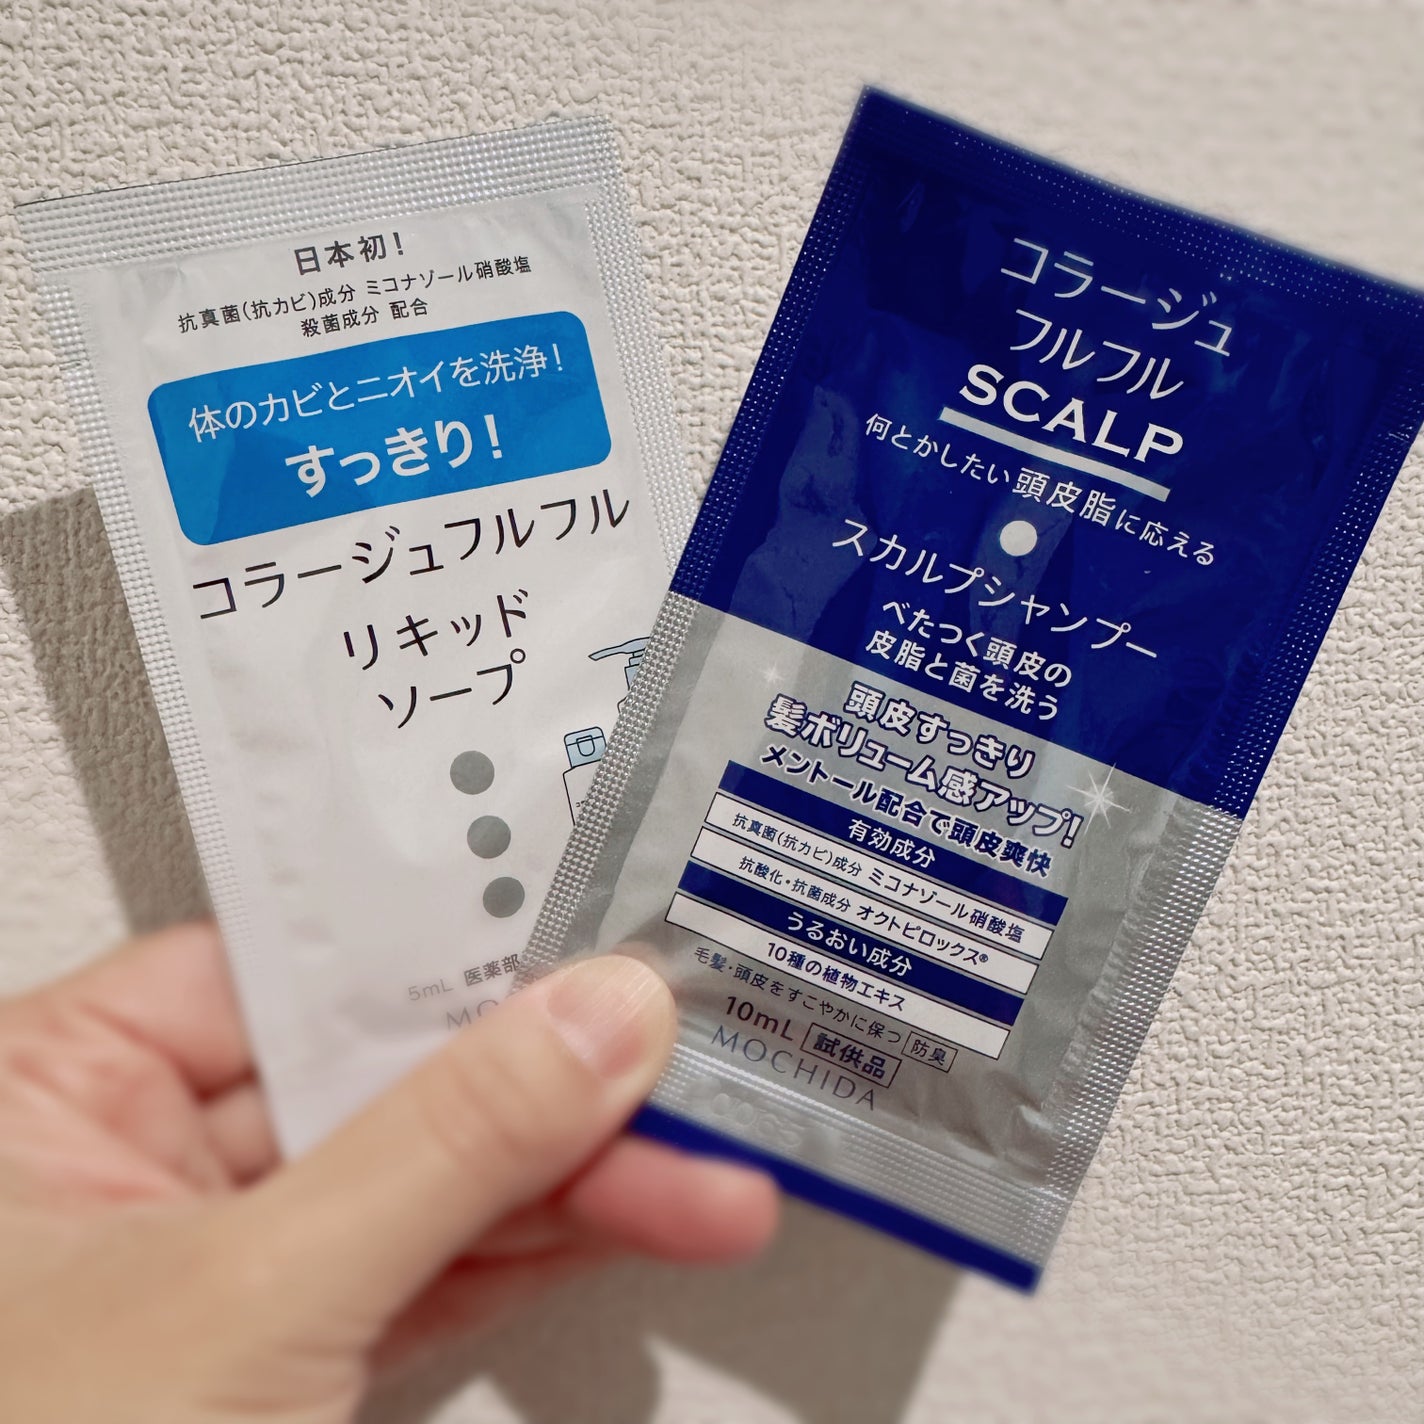 日本初!
抗真菌(抗カビ)成分 ミコナゾール硝酸塩
殺菌成分 配合
体のカビとニオイを洗浄!
すっきり!
コラージュフルフル
リキッド
ソープ
5mL 医薬部
コラージュ
フルフル
SCALP
何とかしたい頭皮脂に応える
スカルプシャンプー
べたつく頭皮の
皮脂と菌を洗う
頭皮すっきり
髪ボリューム感アップ!
メントール配合で頭皮爽快
有効成分
抗真菌(抗カビ)成分 ミコナゾール硝酸塩
抗酸化・抗菌成分 オクトピロックス®
うるおい成分
10種の植物エキス
毛髪・頭皮をすこやかに保つ 防臭
10mL 試供品
MOCHIDA